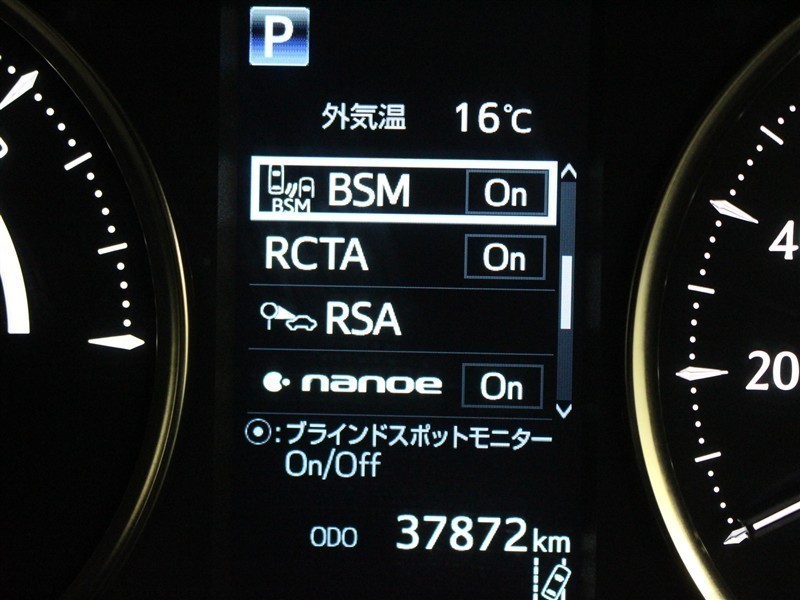 P
外気温 16℃
BSM BSM On
RCTA On
RSA
nanoe On
⦿:ブラインドスポットモニター
On/Off
ODO 37872km
4
20